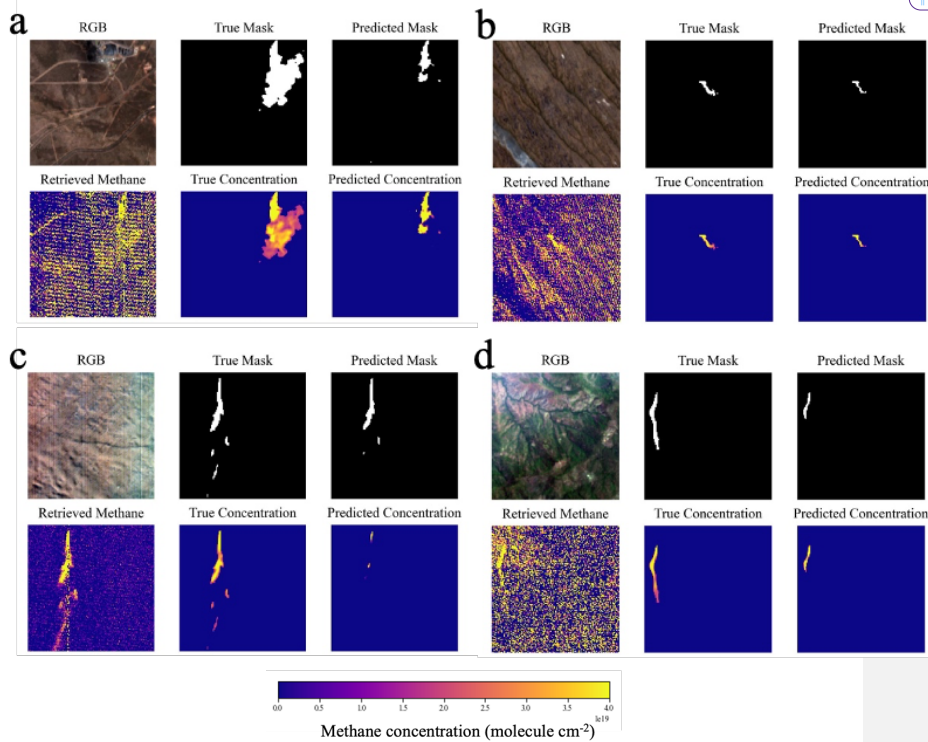 a
RGB
True Mask
Predicted Mask
Retrieved Methane
True Concentration
Predicted Concentration
b
RGB
True Mask
Predicted Mask
Retrieved Methane
True Concentration
Predicted Concentration
c
RGB
True Mask
Predicted Mask
Retrieved Methane
True Concentration
Predicted Concentration
d
RGB
True Mask
Predicted Mask
Retrieved Methane
True Concentration
Predicted Concentration
0.0 0.5 1.0 1.5 2.0 2.5 3.0 3.5 4.0
1e19
Methane concentration (molecule cm⁻²)